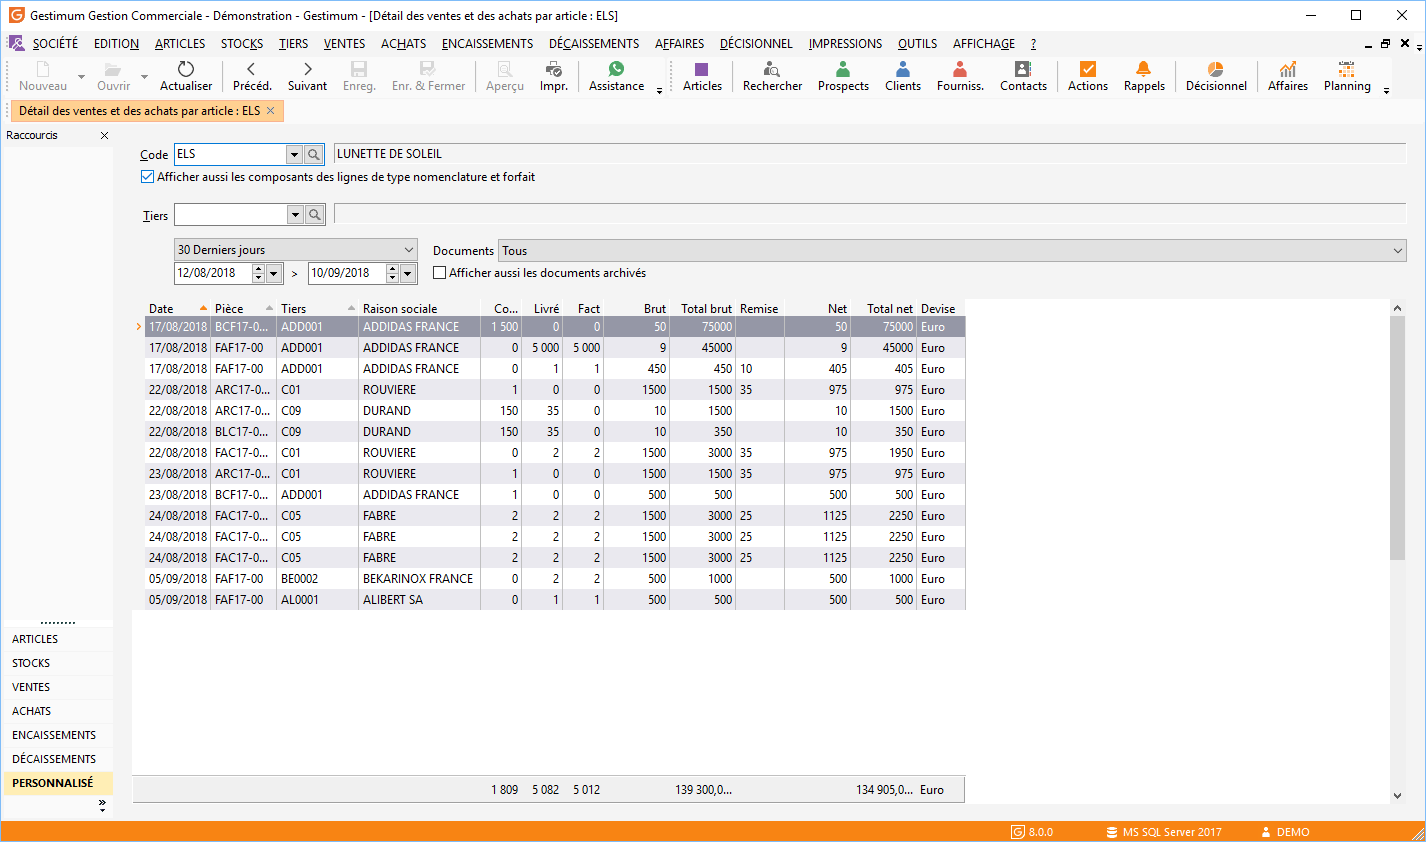 Gestimum Gestion Commerciale - Démonstration - Gestimum - [Détail des ventes et des achats par article : ELS]
SOCIÉTÉ EDITION ARTICLES STOCKS TIERS VENTES ACHATS ENCAISSEMENTS DÉCAISSEMENTS AFFAIRES DÉCISIONNEL IMPRESSIONS OUTILS AFFICHAGE ?
Nouveau Ouvrir Actualiser Précéd. Suivant Enreg. Enr. & Fermer Aperçu Impr. Assistance Articles Rechercher Prospects Clients Fourniss. Contacts Actions Rappels Décisionnel Affaires Planning
Détail des ventes et des achats par article : ELS
Raccourcis
Code ELS LUNETTE DE SOLEIL
Afficher aussi les composants des lignes de type nomenclature et forfait
Tiers
30 Derniers jours Documents Tous
12/08/2018 > 10/09/2018 Afficher aussi les documents archivés
Date Pièce Tiers Raison sociale Co... Livré Fact Brut Total brut Remise Net Total net Devise
17/08/2018 BCF17-0... ADD001 ADDIDAS FRANCE 1 500 0 0 50 75000 50 75000 Euro
17/08/2018 FAF17-00 ADD001 ADDIDAS FRANCE 0 5 000 5 000 9 45000 9 45000 Euro
17/08/2018 FAF17-00 ADD001 ADDIDAS FRANCE 0 1 1 450 450 10 405 405 Euro
22/08/2018 ARC17-0... C01 ROUVIERE 1 0 0 1500 1500 35 975 975 Euro
22/08/2018 ARC17-0... C09 DURAND 150 35 0 10 1500 10 1500 Euro
22/08/2018 BLC17-0... C09 DURAND 150 35 0 10 350 10 350 Euro
22/08/2018 FAC17-0... C01 ROUVIERE 0 2 2 1500 3000 35 975 1950 Euro
23/08/2018 ARC17-0... C01 ROUVIERE 1 0 0 1500 1500 35 975 975 Euro
23/08/2018 BCF17-0... ADD001 ADDIDAS FRANCE 1 0 0 500 500 500 500 Euro
24/08/2018 FAC17-0... C05 FABRE 2 2 2 1500 3000 25 1125 2250 Euro
24/08/2018 FAC17-0... C05 FABRE 2 2 2 1500 3000 25 1125 2250 Euro
24/08/2018 FAC17-0... C05 FABRE 2 2 2 1500 3000 25 1125 2250 Euro
05/09/2018 FAF17-00 BE0002 BEKARINOX FRANCE 0 2 2 500 1000 500 1000 Euro
05/09/2018 FAF17-00 AL0001 ALIBERT SA 0 1 1 500 500 500 500 Euro
ARTICLES
STOCKS
VENTES
ACHATS
ENCAISSEMENTS
DÉCAISSEMENTS
PERSONNALISÉ
1 809 5 082 5 012 139 300,0... 134 905,0... Euro
8.0.0 MS SQL Server 2017 DEMO